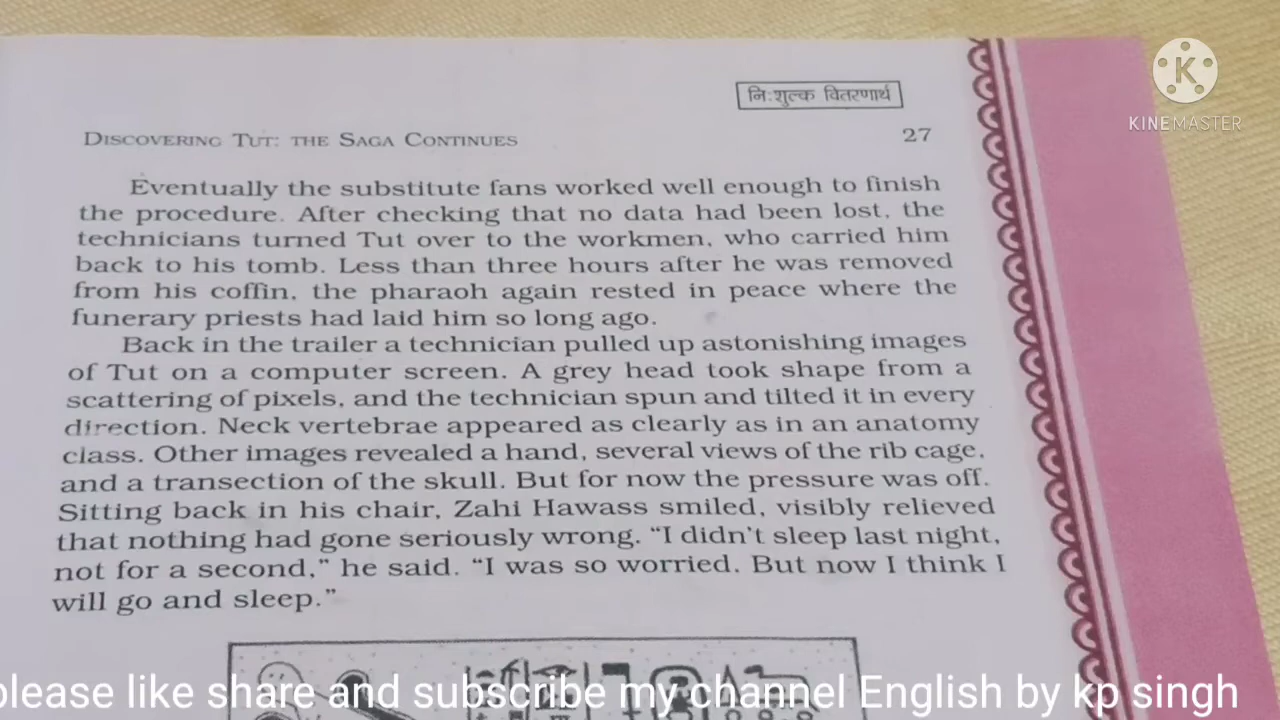 निःशुल्क वितरणार्थ
DISCOVERING TUT: THE SAGA CONTINUES 27
K
KINEMASTER
Eventually the substitute fans worked well enough to finish
the procedure. After checking that no data had been lost, the
technicians turned Tut over to the workmen, who carried him
back to his tomb. Less than three hours after he was removed
from his coffin, the pharaoh again rested in peace where the
funerary priests had laid him so long ago.
Back in the trailer a technician pulled up astonishing images
of Tut on a computer screen. A grey head took shape from a
scattering of pixels, and the technician spun and tilted it in every
direction. Neck vertebrae appeared as clearly as in an anatomy
class. Other images revealed a hand, several views of the rib cage,
and a transection of the skull. But for now the pressure was off.
Sitting back in his chair, Zahi Hawass smiled, visibly relieved
that nothing had gone seriously wrong. “I didn't sleep last night,
not for a second,” he said. “I was so worried. But now I think I
will go and sleep.”
please like share and subscribe my channel English by kp singh